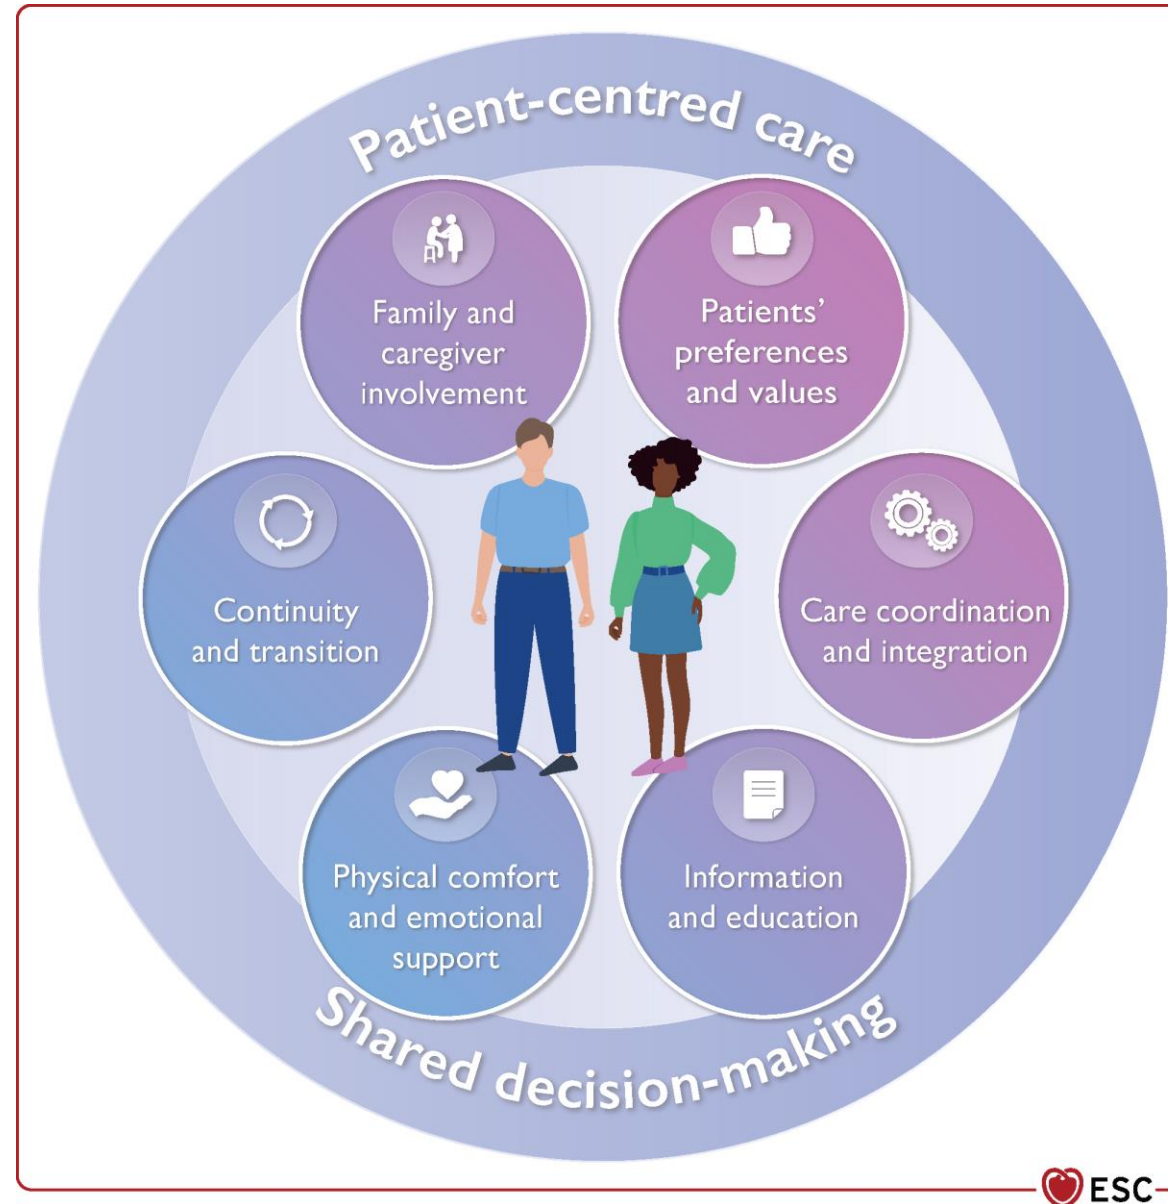 Patient-centred care
Family and
caregiver
involvement
Patients’
preferences
and values
Continuity
and transition
Care coordination
and integration
Physical comfort
and emotional
support
Information
and education
Shared decision-making
ESC